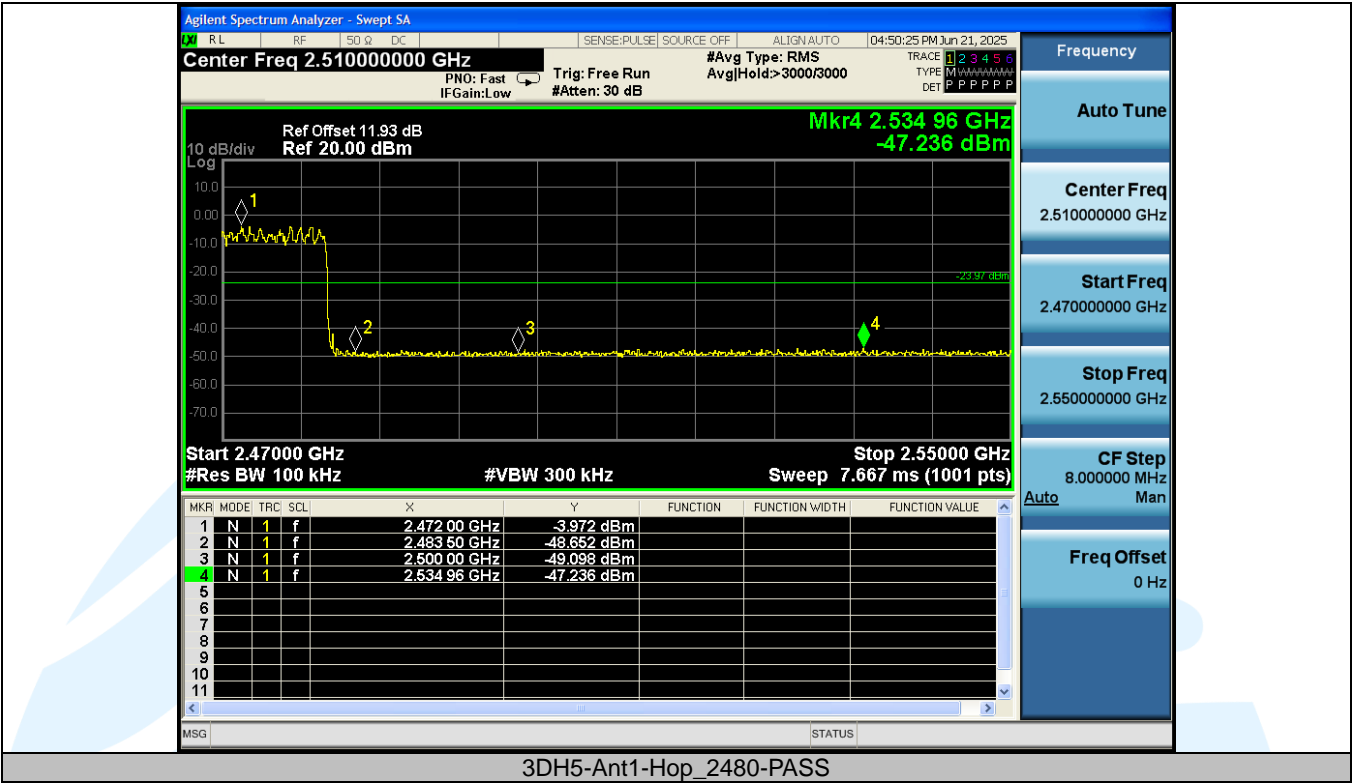 Agilent Spectrum Analyzer - Swept SA
LXI RL RF 50 Ω DC SENSE:PULSE SOURCE OFF ALIGN AUTO 04:50:25 PM Jun 21, 2025
Center Freq 2.510000000 GHz
PNO: Fast
IFGain:Low
Trig: Free Run
#Atten: 30 dB
#Avg Type: RMS
Avg|Hold:>3000/3000
TRACE 1 2 3 4 5 6
TYPE M
DET P P P P P P
Mkr4 2.534 96 GHz
-47.236 dBm
Ref Offset 11.93 dB
10 dB/div Ref 20.00 dBm
Log
10.0
0.00
-10.0
-20.0
-30.0
-40.0
-50.0
-60.0
-70.0
1
2
3
4
-23.97 dBm
Start 2.47000 GHz Stop 2.55000 GHz
#Res BW 100 kHz #VBW 300 kHz Sweep 7.667 ms (1001 pts)
MKR MODE TRC SCL X Y FUNCTION FUNCTION WIDTH FUNCTION VALUE
1 N 1 f 2.472 00 GHz -3.972 dBm
2 N 1 f 2.483 50 GHz -48.652 dBm
3 N 1 f 2.500 00 GHz -49.098 dBm
4 N 1 f 2.534 96 GHz -47.236 dBm
5
6
7
8
9
10
11
MSG STATUS
Frequency
Auto Tune
Center Freq
2.510000000 GHz
Start Freq
2.470000000 GHz
Stop Freq
2.550000000 GHz
CF Step
8.000000 MHz
Auto Man
Freq Offset
0 Hz
3DH5-Ant1-Hop_2480-PASS